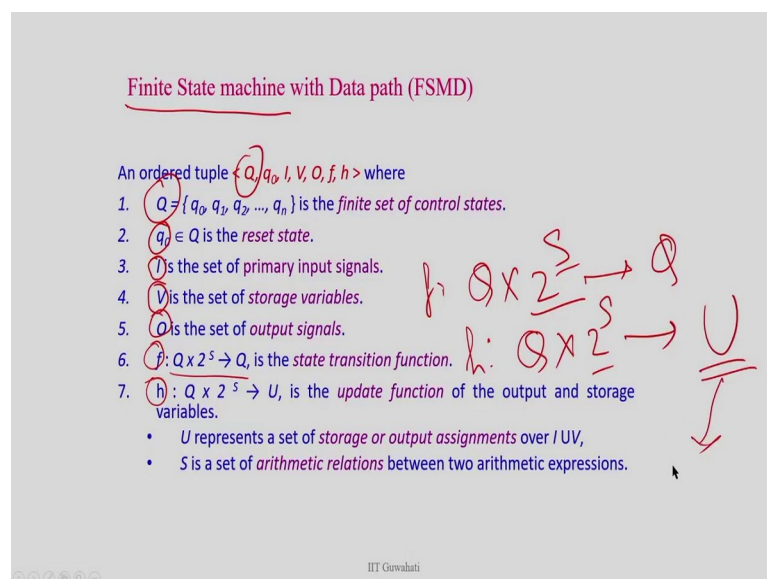 Finite State machine with Data path (FSMD)
An ordered tuple < Q, q₀, I, V, O, f, h > where
1. Q = { q₀, q₁, q₂, ..., qₙ } is the finite set of control states.
2. q₀ ∈ Q is the reset state.
3. I is the set of primary input signals.
4. V is the set of storage variables.
5. O is the set of output signals.
6. f : Q x 2ˢ → Q, is the state transition function.
7. h : Q x 2 ˢ → U, is the update function of the output and storage
variables.
• U represents a set of storage or output assignments over I U V,
• S is a set of arithmetic relations between two arithmetic expressions.
f: Q X 2ˢ → Q
h: Q X 2ˢ → U
IIT Guwahati